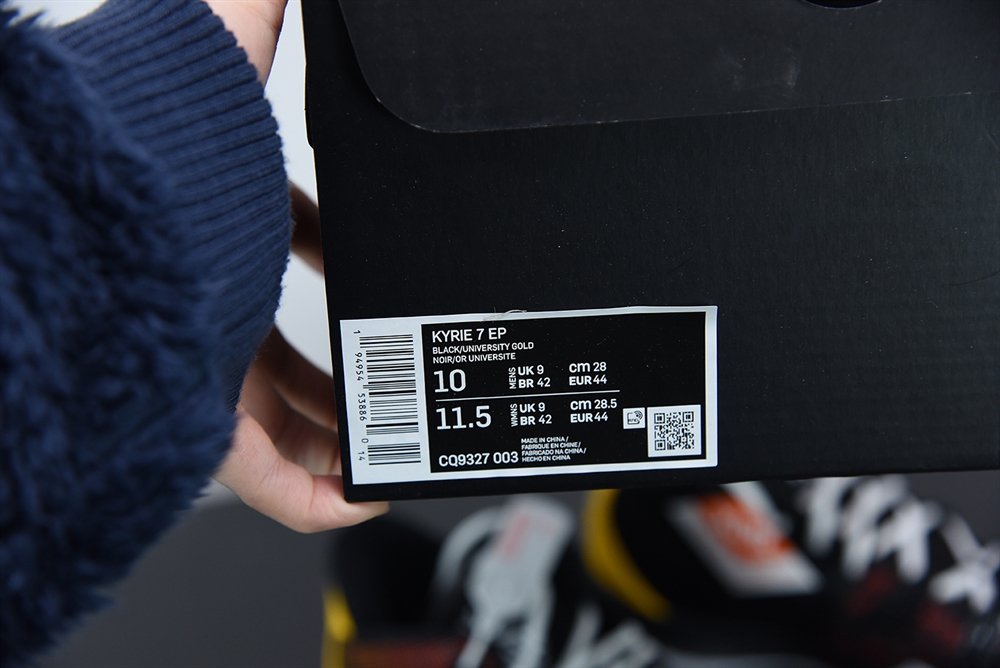 KYRIE 7 EP
BLACK/UNIVERSITY GOLD
NOIR/OR UNIVERSITE
10 MENS UK 9 cm 28
BR 42 EUR 44
11.5 WMNS UK 9 cm 28.5
BR 42 EUR 44
CQ9327 003
MADE IN CHINA /
FABRIQUE EN CHINE/
FABRICADO NA CHINA /
HECHO EN CHINA
1 94954 53886 0 14